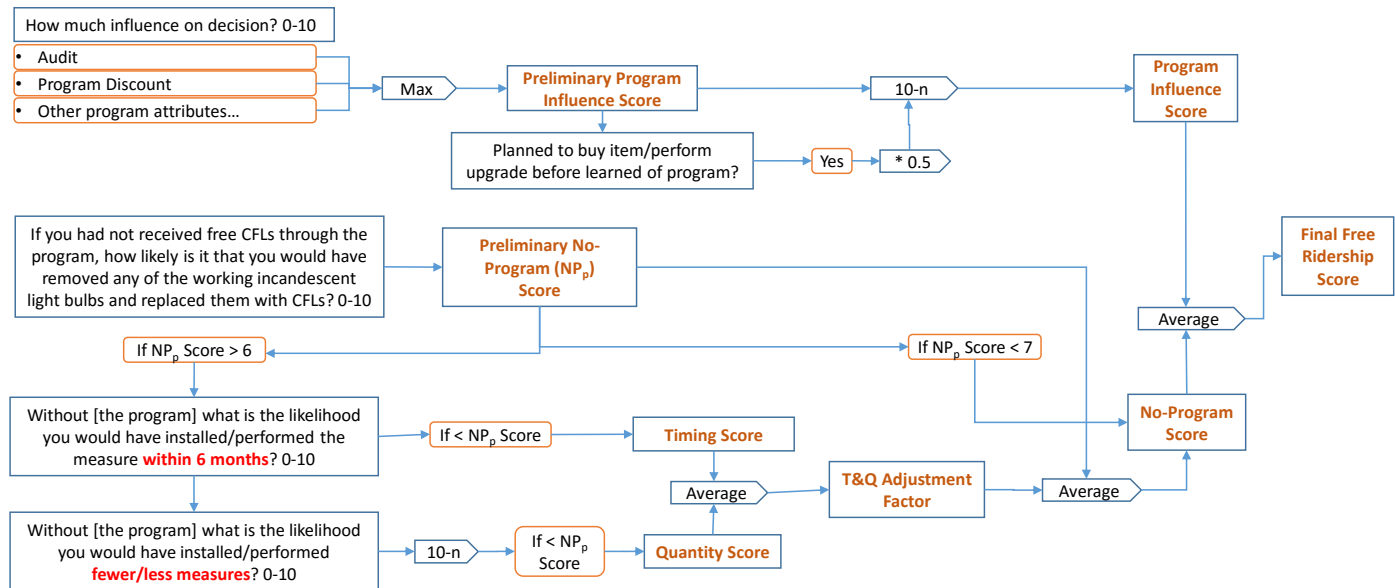 How much influence on decision? 0-10
• Audit
• Program Discount
• Other program attributes…
Max
Preliminary Program
Influence Score
10-n
Program
Influence
Score
Planned to buy item/perform
upgrade before learned of program?
Yes
* 0.5
If you had not received free CFLs through the
program, how likely is it that you would have
removed any of the working incandescent
light bulbs and replaced them with CFLs? 0-10
Preliminary No-
Program (NPp)
Score
Final Free
Ridership
Score
Average
If NPp Score > 6
If NPp Score < 7
Without [the program] what is the likelihood
you would have installed/performed the
measure within 6 months? 0-10
If < NPp Score
Timing Score
No-Program
Score
Average
T&Q Adjustment
Factor
Average
Without [the program] what is the likelihood
you would have installed/performed
fewer/less measures? 0-10
10-n
If < NPp
Score
Quantity Score